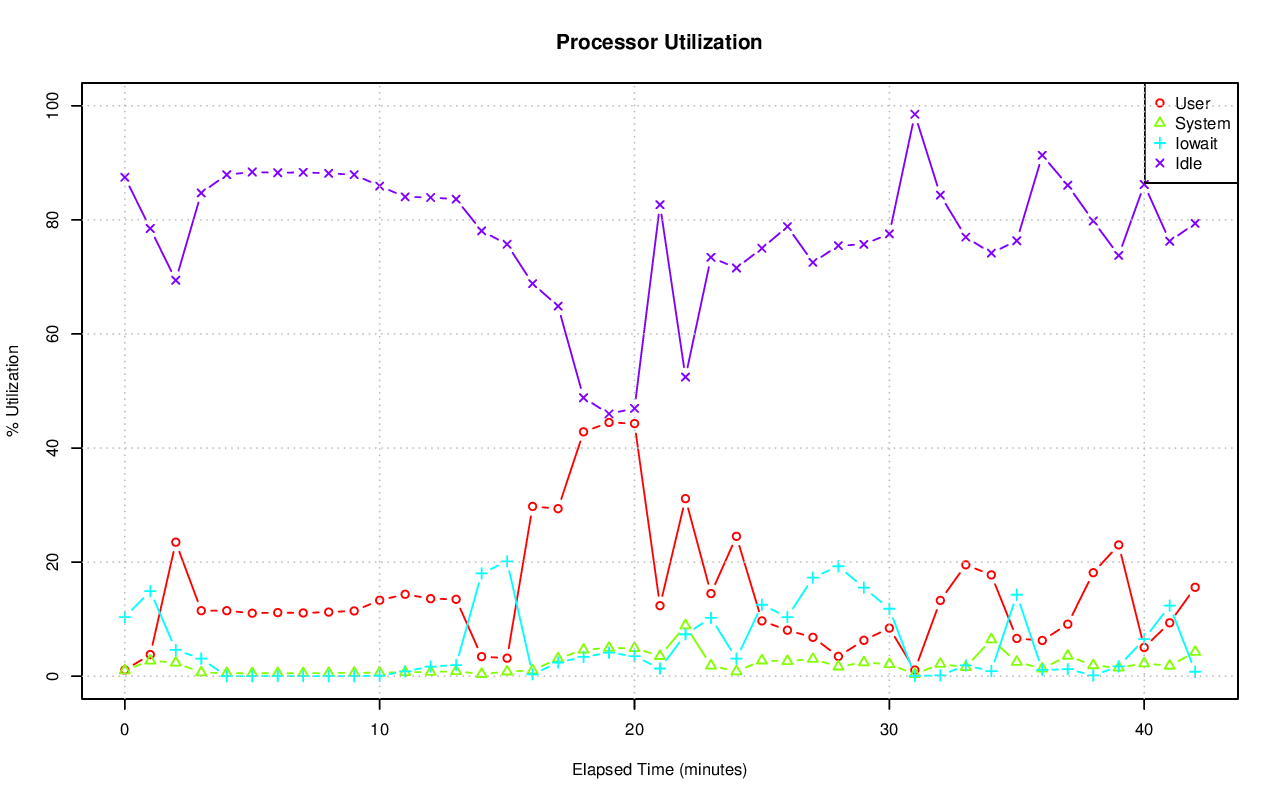 Processor Utilization
User
System
Iowait
Idle
% Utilization
100
80
60
40
20
0
0 10 20 30 40
Elapsed Time (minutes)